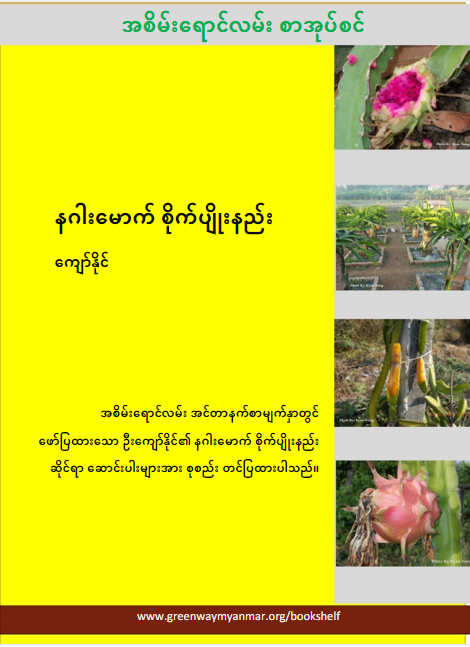 အစိမ်းရောင်လမ်း စာအုပ်စင်
နဂါးမောက် စိုက်ပျိုးနည်း
ကျော်နိုင်
အစိမ်းရောင်လမ်း အင်တာနက်စာမျက်နှာတွင်
ဖော်ပြထားသော ဦးကျော်နိုင်၏ နဂါးမောက် စိုက်ပျိုးနည်း
ဆိုင်ရာ ဆောင်းပါးများအား စုစည်း တင်ပြထားပါသည်။
www.greenwaymyanmar.org/bookshelf